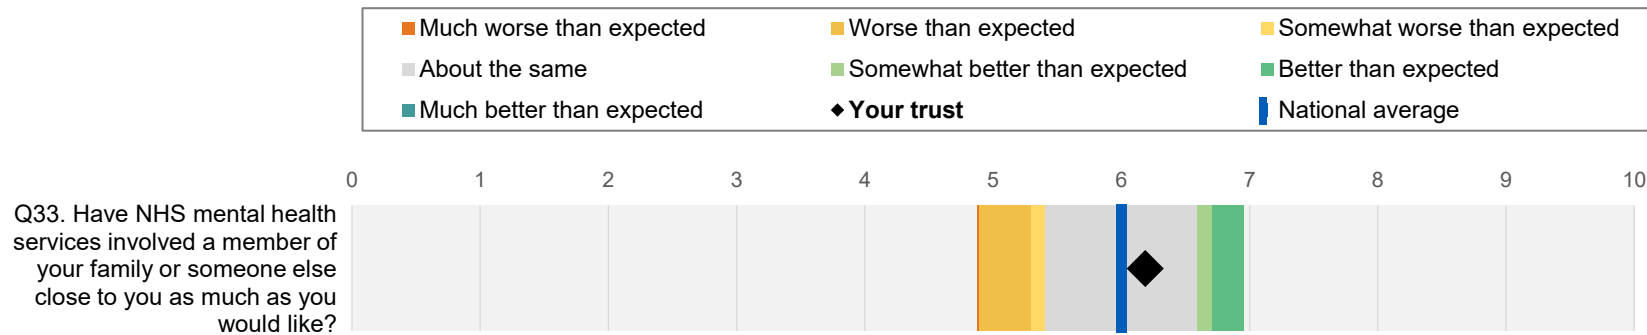 Much worse than expected
Worse than expected
Somewhat worse than expected
About the same
Somewhat better than expected
Better than expected
Much better than expected
Your trust
National average
0 1 2 3 4 5 6 7 8 9 10
Q33. Have NHS mental health
services involved a member of
your family or someone else
close to you as much as you
would like?